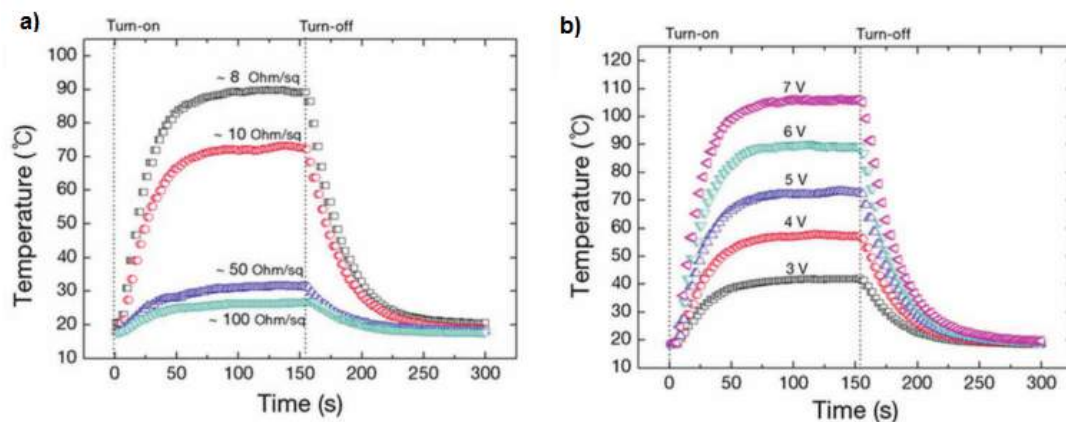 a)
Turn-on
Turn-off
100
90
80
70
60
50
40
30
20
10
~ 8 Ohm/sq
~ 10 Ohm/sq
~ 50 Ohm/sq
~ 100 Ohm/sq
Temperature (℃)
0
50
100
150
200
250
300
Time (s)
b)
Turn-on
Turn-off
120
110
100
90
80
70
60
50
40
30
20
10
7 V
6 V
5 V
4 V
3 V
Temperature (℃)
0
50
100
150
200
250
300
Time (s)